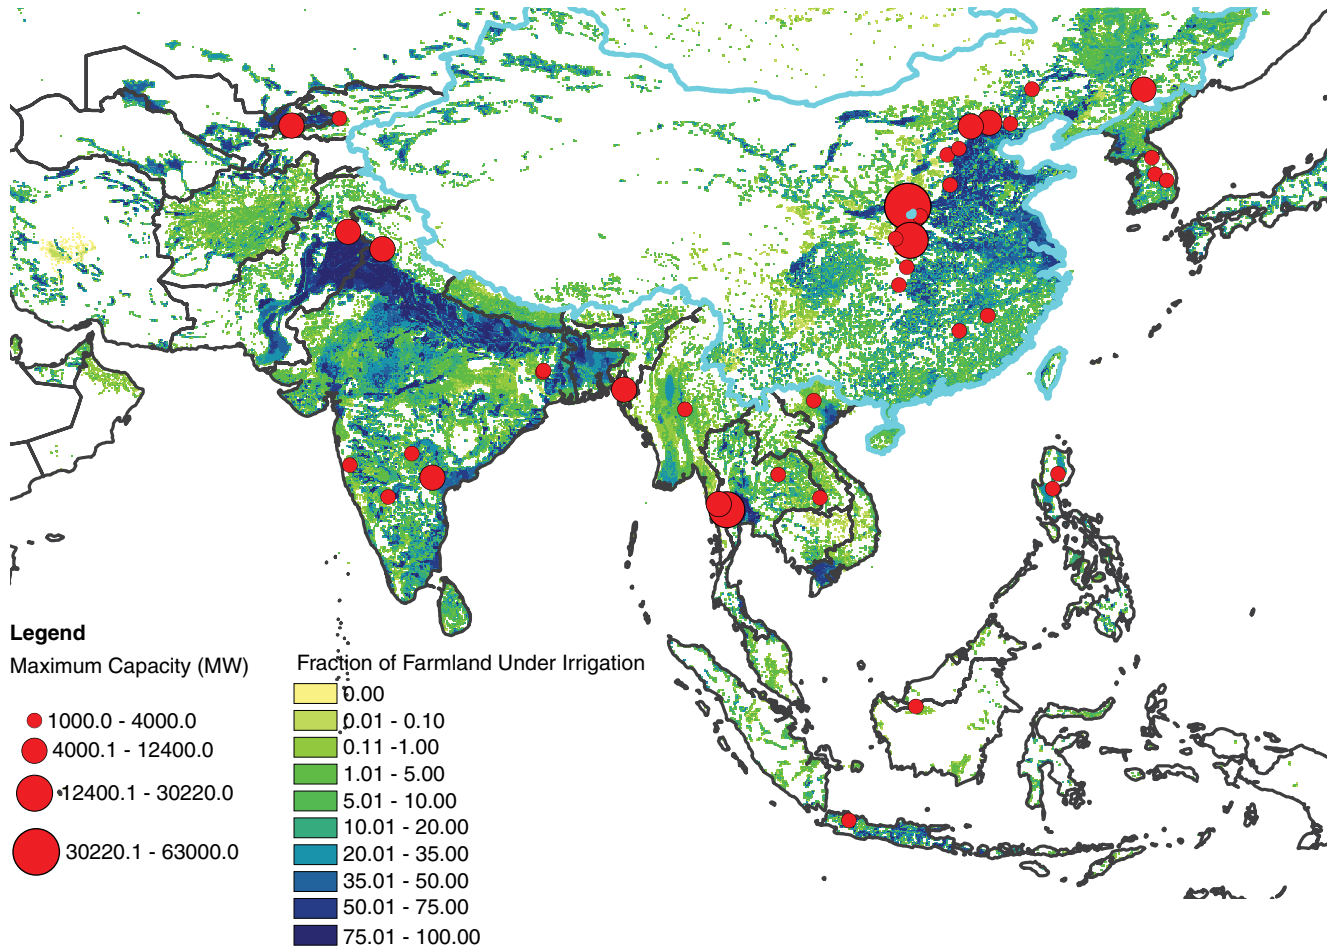 Legend
Maximum Capacity (MW)
1000.0 - 4000.0
4000.1 - 12400.0
12400.1 - 30220.0
30220.1 - 63000.0
Fraction of Farmland Under Irrigation
0.00
0.01 - 0.10
0.11 -1.00
1.01 - 5.00
5.01 - 10.00
10.01 - 20.00
20.01 - 35.00
35.01 - 50.00
50.01 - 75.00
75.01 - 100.00